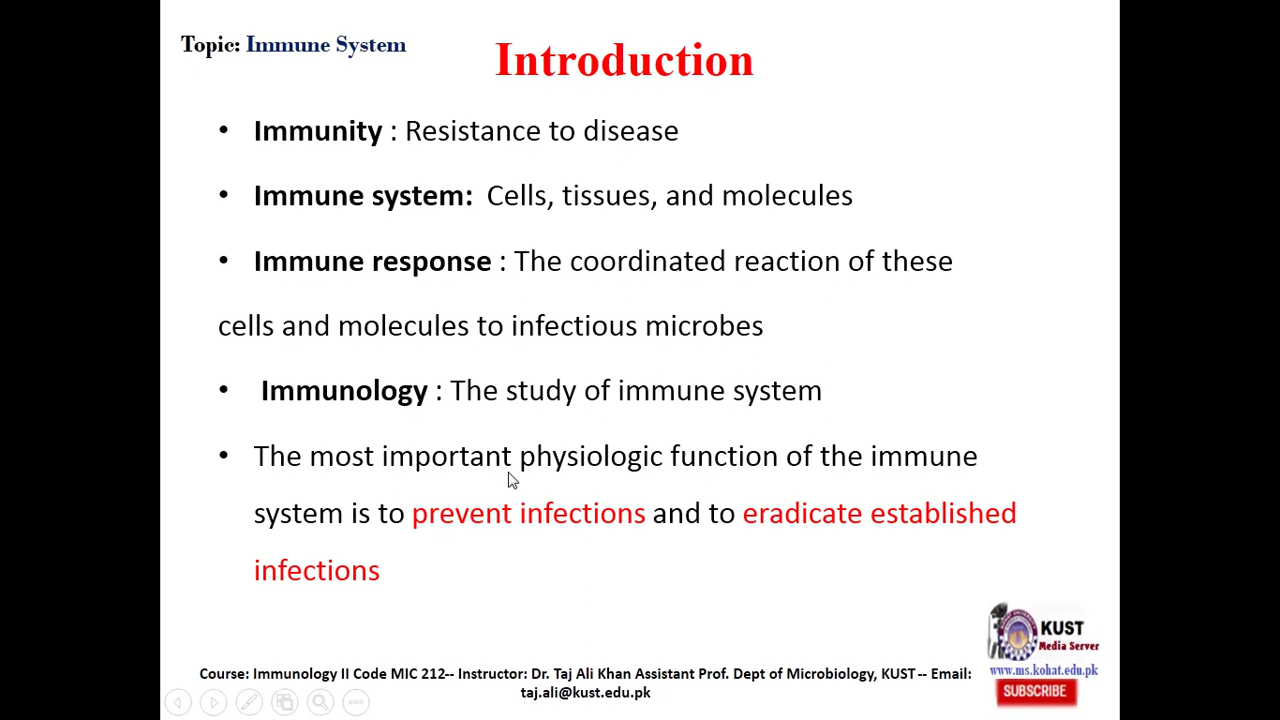 Topic: Immune System
Introduction
• Immunity : Resistance to disease
• Immune system: Cells, tissues, and molecules
• Immune response : The coordinated reaction of these
cells and molecules to infectious microbes
• Immunology : The study of immune system
• The most important physiologic function of the immune
system is to prevent infections and to eradicate established
infections
KUST
Media Server
www.ms.kohat.edu.pk
SUBSCRIBE
Course: Immunology II Code MIC 212-- Instructor: Dr. Taj Ali Khan Assistant Prof. Dept of Microbiology, KUST -- Email:
taj.ali@kust.edu.pk